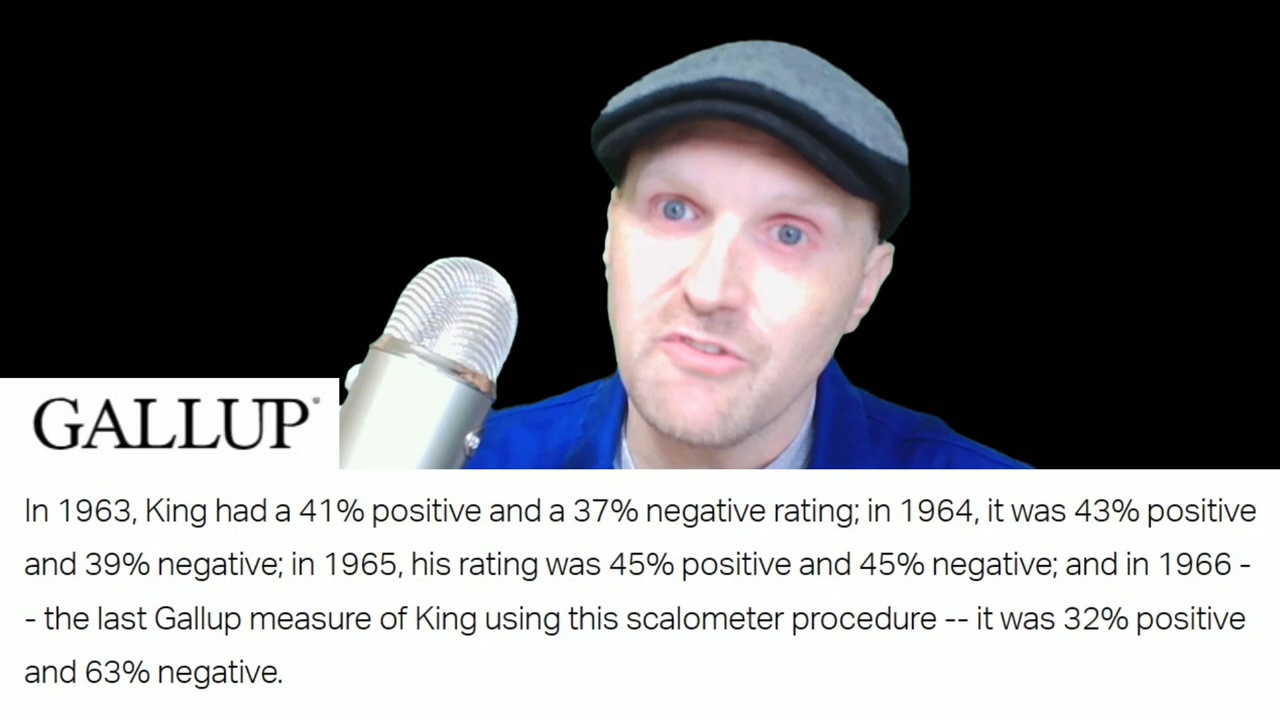 GALLUP®
In 1963, King had a 41% positive and a 37% negative rating; in 1964, it was 43% positive
and 39% negative; in 1965, his rating was 45% positive and 45% negative; and in 1966 -
- the last Gallup measure of King using this scalometer procedure -- it was 32% positive
and 63% negative.